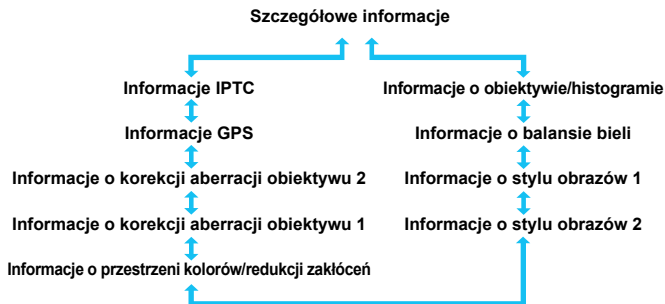 Szczegółowe informacje
Informacje IPTC
Informacje o obiektywie/histogramie
Informacje GPS
Informacje o balansie bieli
Informacje o korekcji aberracji obiektywu 2
Informacje o stylu obrazów 1
Informacje o korekcji aberracji obiektywu 1
Informacje o stylu obrazów 2
Informacje o przestrzeni kolorów/redukcji zakłóceń